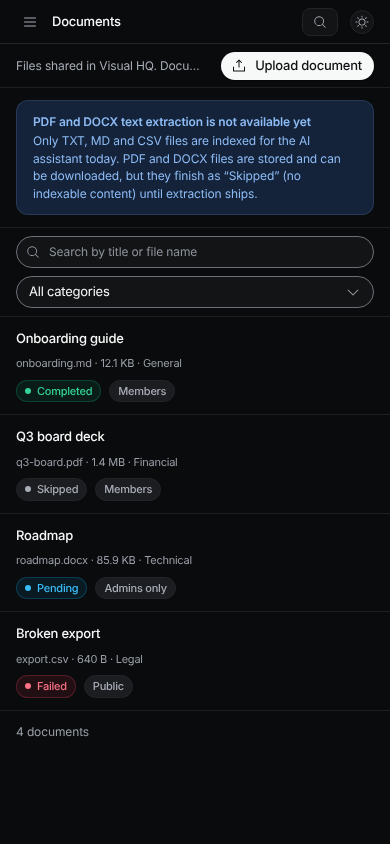 Documents
Files shared in Visual HQ. Docu...
Upload document
PDF and DOCX text extraction is not available yet
Only TXT, MD and CSV files are indexed for the AI
assistant today. PDF and DOCX files are stored and can
be downloaded, but they finish as “Skipped” (no
indexable content) until extraction ships.
Search by title or file name
All categories
Onboarding guide
onboarding.md · 12.1 KB · General
Completed
Members
Q3 board deck
q3-board.pdf · 1.4 MB · Financial
Skipped
Members
Roadmap
roadmap.docx · 85.9 KB · Technical
Pending
Admins only
Broken export
export.csv · 640 B · Legal
Failed
Public
4 documents